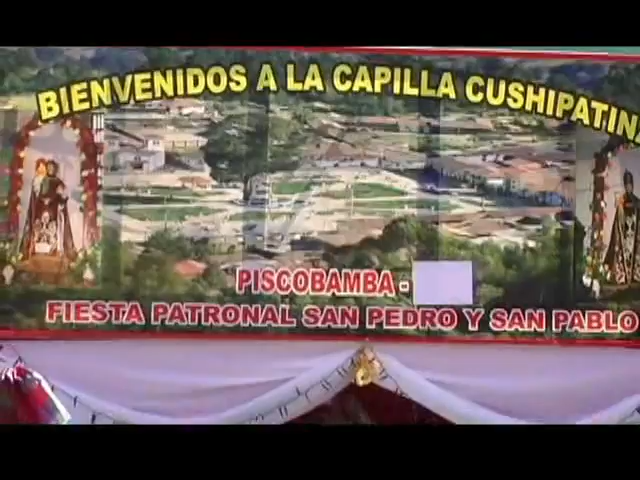 BIENVENIDOS A LA CAPILLA CUSHIPATINA
PISCOBAMBA -
FIESTA PATRONAL SAN PEDRO Y SAN PABLO